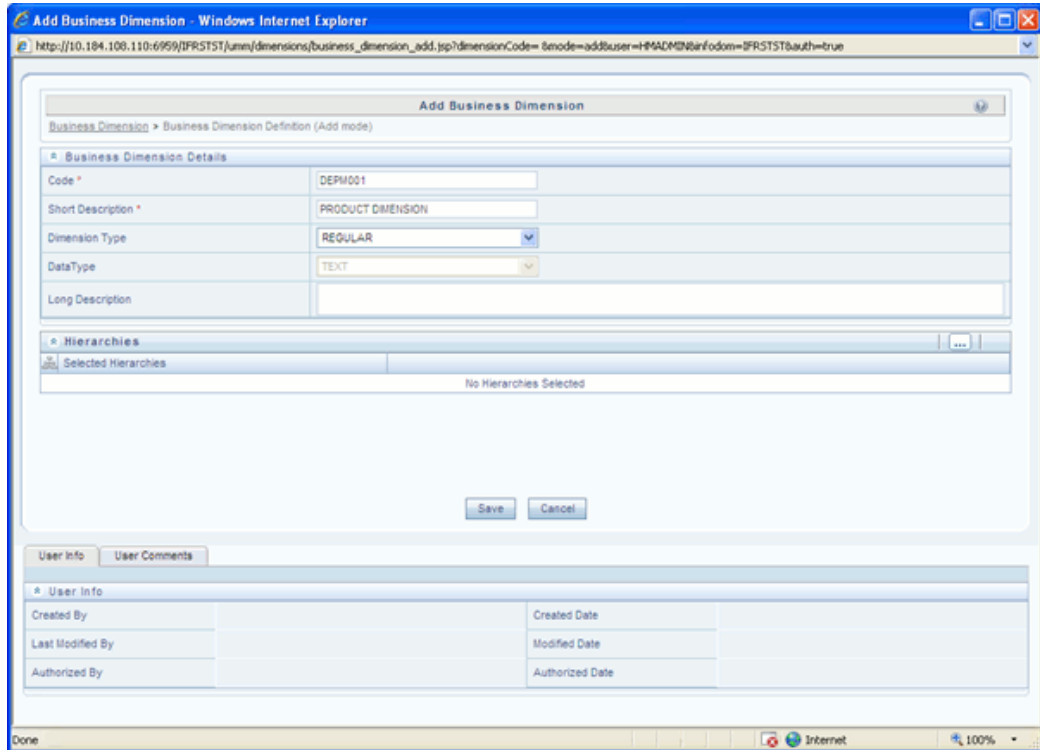 Add Business Dimension - Windows Internet Explorer
http://10.184.108.110:6959/IFRSTST/umm/dimensions/business_dimension_add.jsp?dimensionCode= &mode=add&user=HMADMIN&infodom=IFRSTST&auth=true
Add Business Dimension
Business Dimension > Business Dimension Definition (Add mode)
Business Dimension Details
Code * DEPM001
Short Description * PRODUCT DIMENSION
Dimension Type REGULAR
DataType TEXT
Long Description
Hierarchies ...
Selected Hierarchies
No Hierarchies Selected
Save Cancel
User Info User Comments
User Info
Created By Created Date
Last Modified By Modified Date
Authorized By Authorized Date
Done Internet 100%